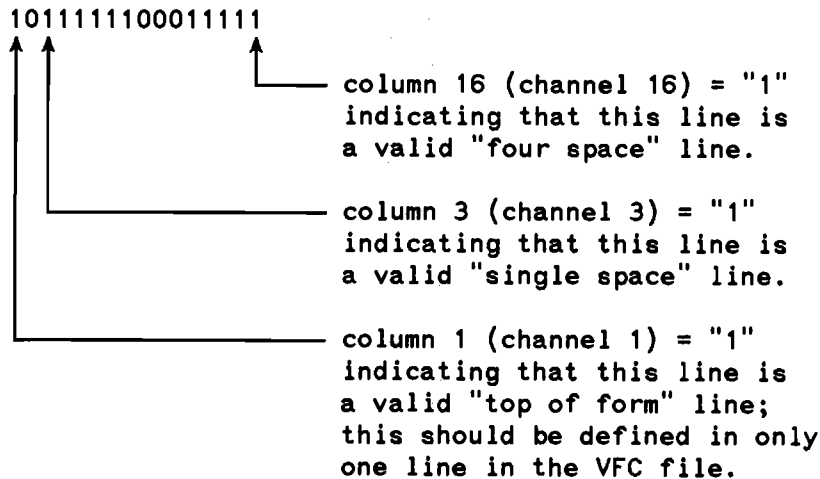 1011111100011111
column 16 (channel 16) = "1"
indicating that this line is
a valid "four space" line.
column 3 (channel 3) = "1"
indicating that this line is
a valid "single space" line.
column 1 (channel 1) = "1"
indicating that this line is
a valid "top of form" line;
this should be defined in only
one line in the VFC file.